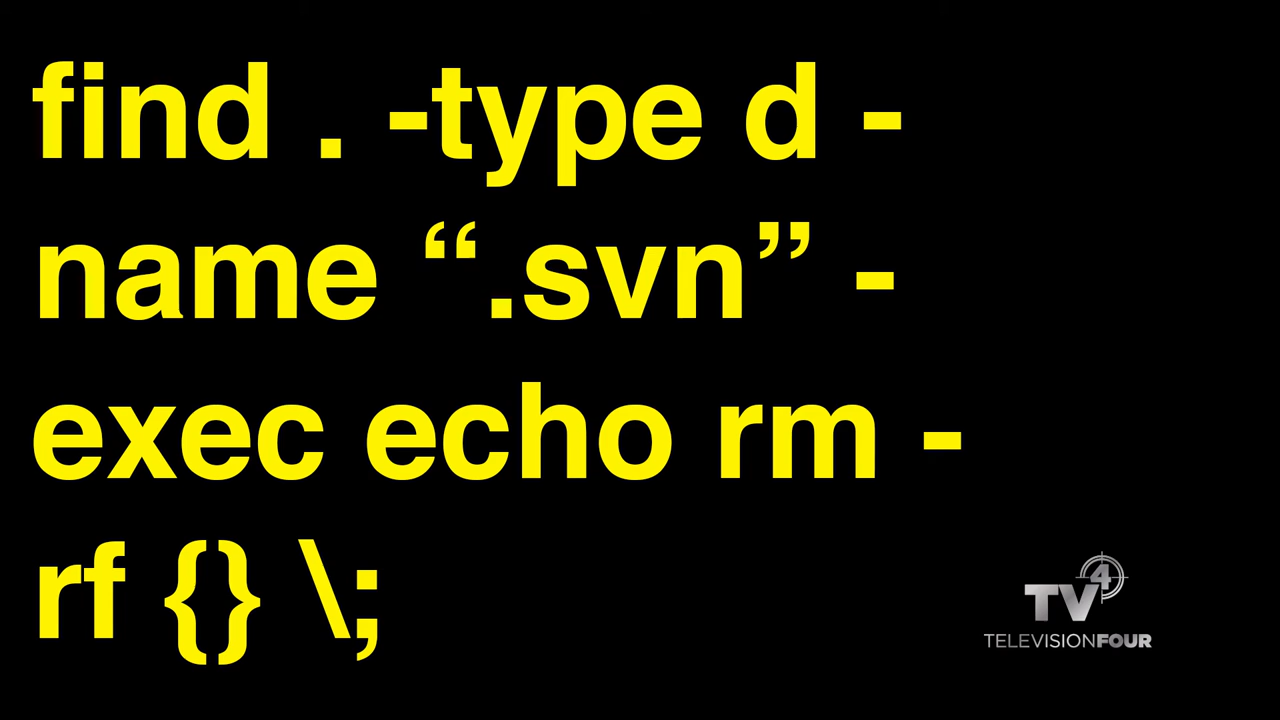 find . -type d -
name “.svn” -
exec echo rm -
rf {} \;
TV4
TELEVISIONFOUR